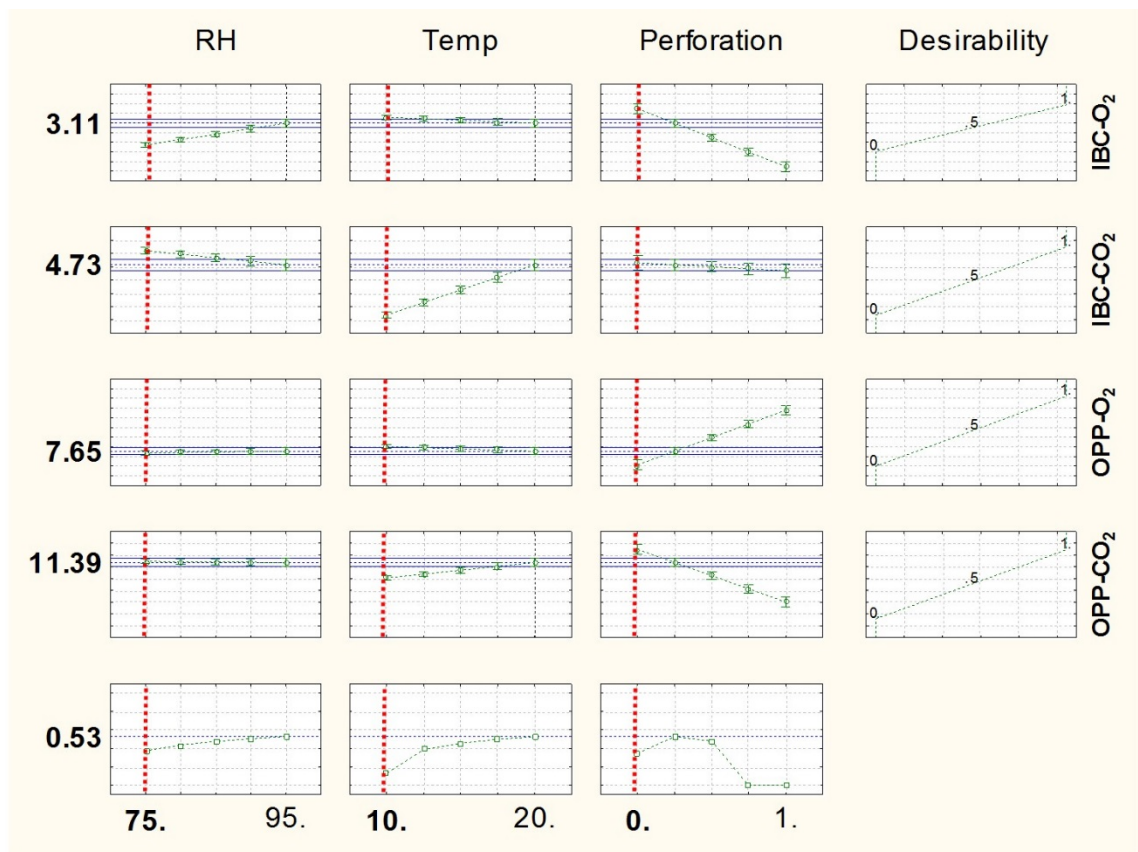 RH Temp Perforation Desirability
3.11 0. .5 1. IBC-O₂
4.73 0. .5 1. IBC-CO₂
7.65 0. .5 1. OPP-O₂
11.39 0. .5 1. OPP-CO₂
0.53
75. 95. 10. 20. 0. 1.